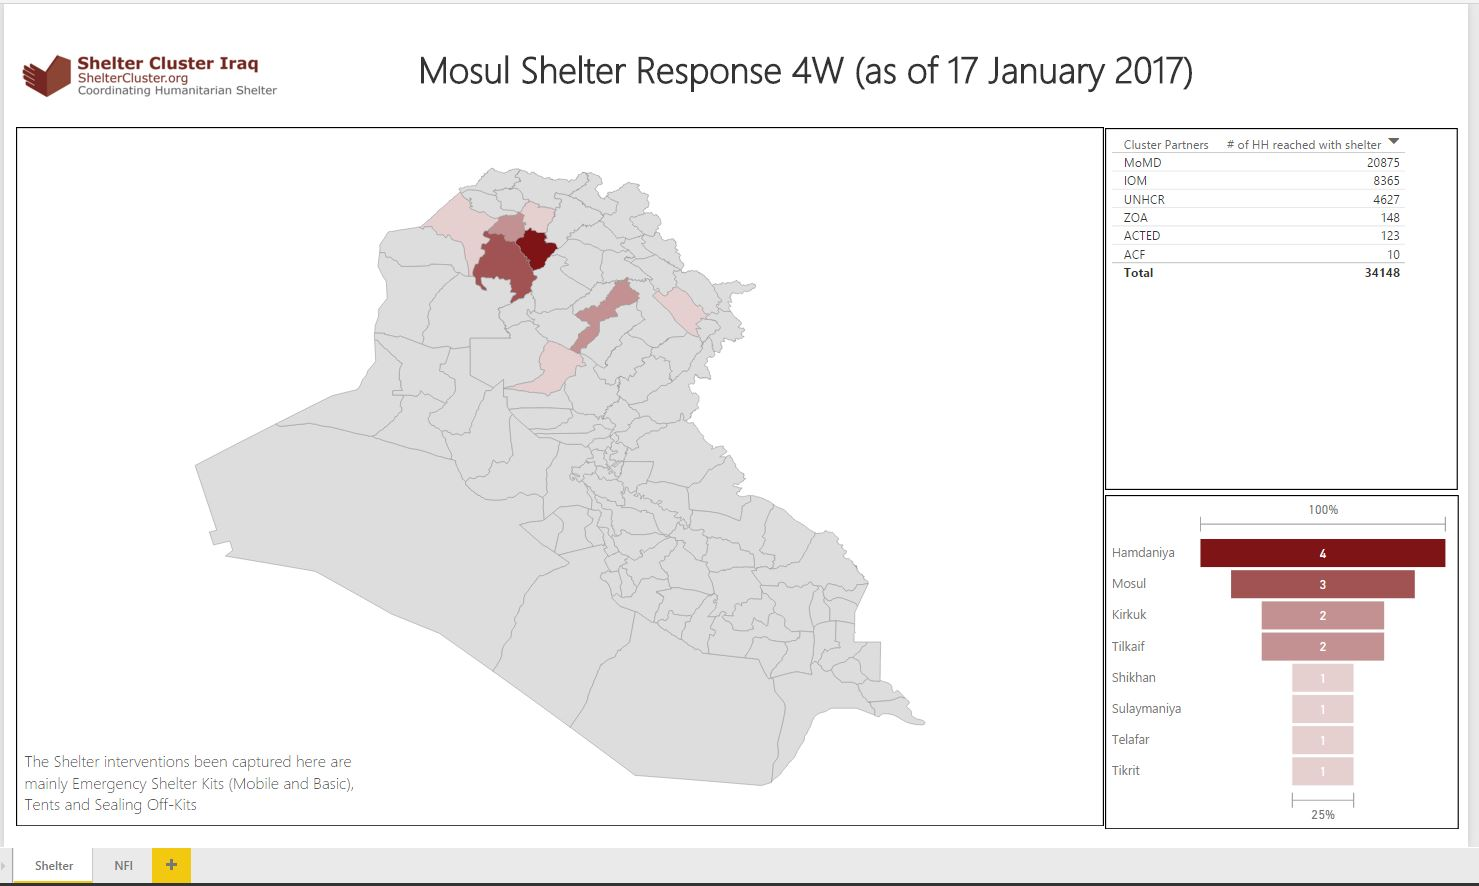 Shelter Cluster Iraq
ShelterCluster.org
Coordinating Humanitarian Shelter
Mosul Shelter Response 4W (as of 17 January 2017)
Cluster Partners # of HH reached with shelter
MoMD 20875
IOM 8365
UNHCR 4627
ZOA 148
ACTED 123
ACF 10
Total 34148
The Shelter interventions been captured here are
mainly Emergency Shelter Kits (Mobile and Basic),
Tents and Sealing Off-Kits
100%
Hamdaniya 4
Mosul 3
Kirkuk 2
Tilkaif 2
Shikhan 1
Sulaymaniya 1
Telafar 1
Tikrit 1
25%
Shelter NFI +